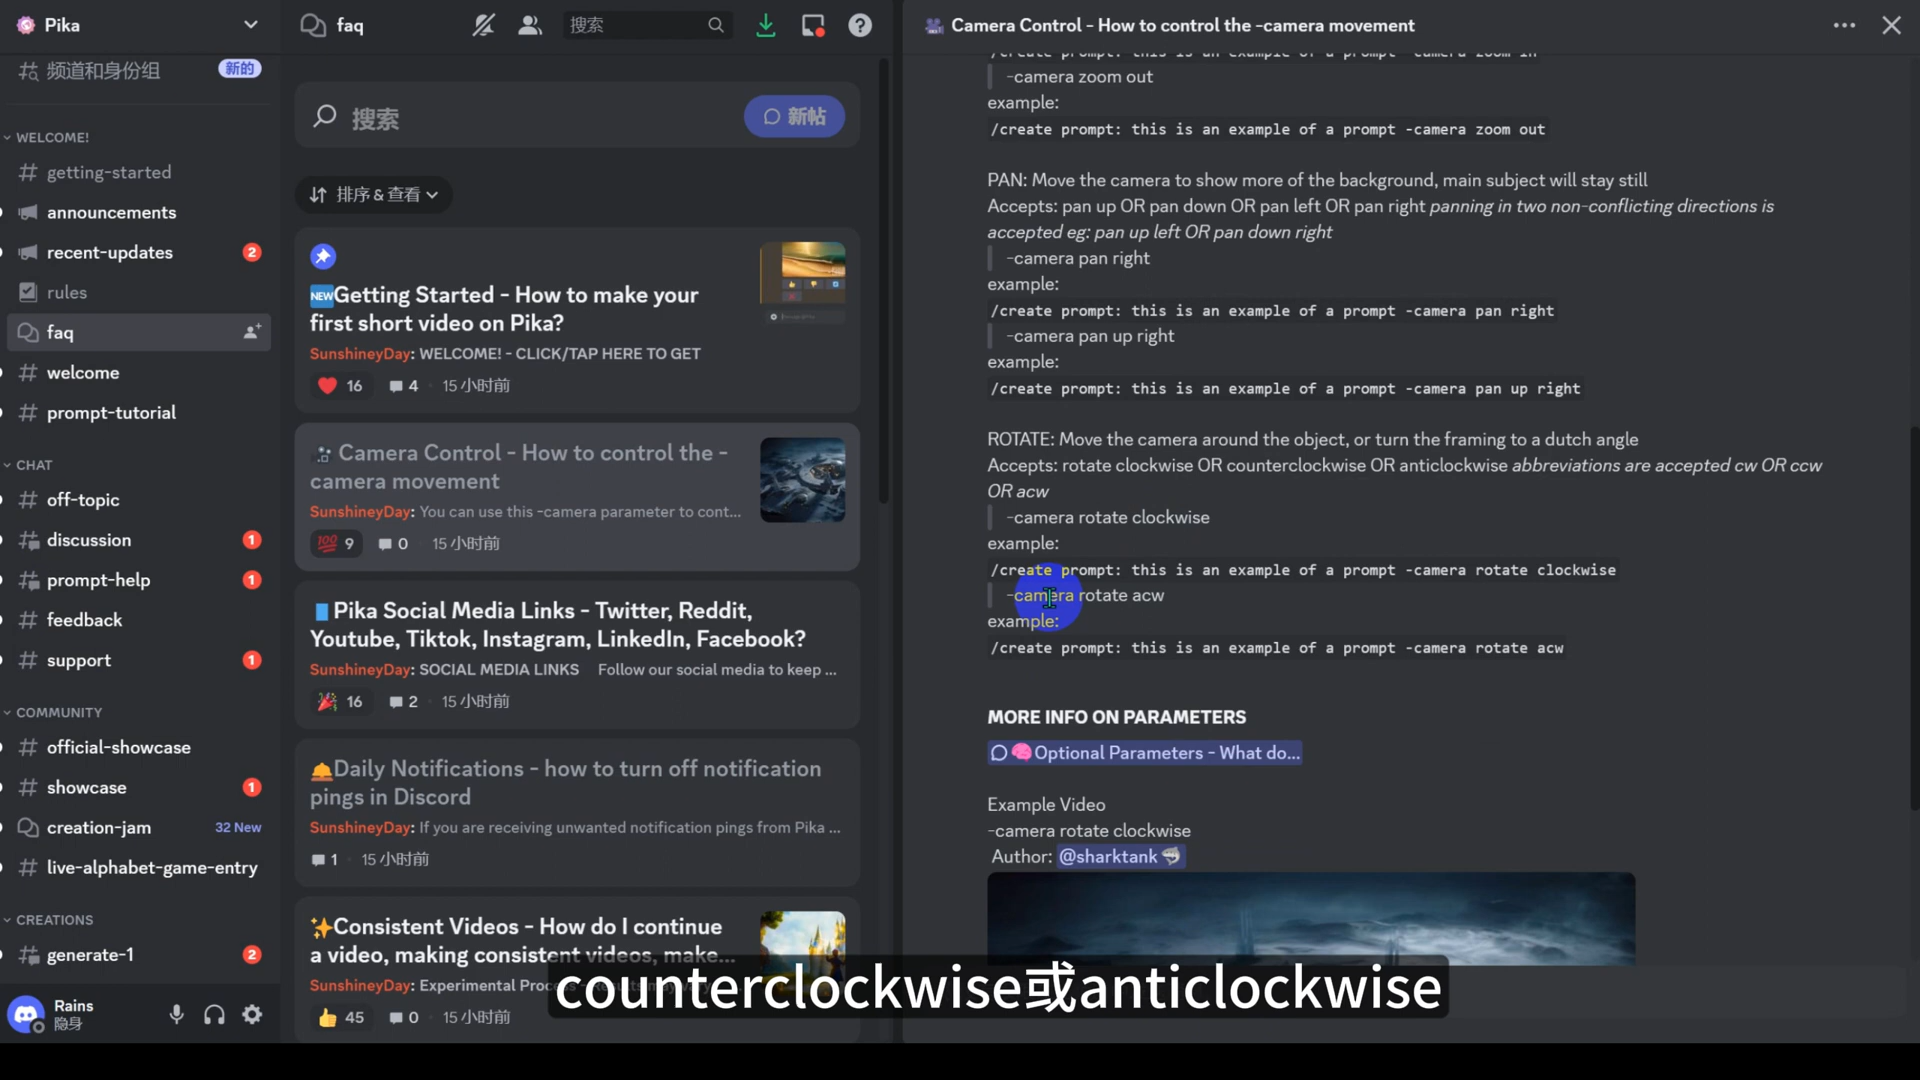 Pika
频道和身份组
新的
WELCOME!
getting-started
announcements
recent-updates
2
rules
faq
welcome
prompt-tutorial
CHAT
off-topic
discussion
1
prompt-help
1
feedback
support
1
COMMUNITY
official-showcase
showcase
1
creation-jam
32 New
live-alphabet-game-entry
CREATIONS
generate-1
2
Rains
隐身
faq
搜索
搜索
新帖
排序 & 查看
NEW Getting Started - How to make your
first short video on Pika?
SunshineyDay: WELCOME! - CLICK/TAP HERE TO GET
16 4 15 小时前
Camera Control - How to control the -
camera movement
SunshineyDay: You can use this -camera parameter to cont...
100 9 0 15 小时前
Pika Social Media Links - Twitter, Reddit,
Youtube, Tiktok, Instagram, LinkedIn, Facebook?
SunshineyDay: SOCIAL MEDIA LINKS Follow our social media to keep ...
16 2 15 小时前
Daily Notifications - how to turn off notification
pings in Discord
SunshineyDay: If you are receiving unwanted notification pings from Pika ...
1 15 小时前
Consistent Videos - How do I continue
a video, making consistent videos, make...
SunshineyDay: Experimental
45 0 15 小时前
Camera Control - How to control the -camera movement
/create prompt: this is an example of a prompt -camera zoom in
-camera zoom out
example:
/create prompt: this is an example of a prompt -camera zoom out
PAN: Move the camera to show more of the background, main subject will stay still
Accepts: pan up OR pan down OR pan left OR pan right panning in two non-conflicting directions is
accepted eg: pan up left OR pan down right
-camera pan right
example:
/create prompt: this is an example of a prompt -camera pan right
-camera pan up right
example:
/create prompt: this is an example of a prompt -camera pan up right
ROTATE: Move the camera around the object, or turn the framing to a dutch angle
Accepts: rotate clockwise OR counterclockwise OR anticlockwise abbreviations are accepted cw OR ccw
OR acw
-camera rotate clockwise
example:
/create prompt: this is an example of a prompt -camera rotate clockwise
-camera rotate acw
example:
/create prompt: this is an example of a prompt -camera rotate acw
MORE INFO ON PARAMETERS
Optional Parameters - What do...
Example Video
-camera rotate clockwise
Author: @sharktank
counterclockwise或anticlockwise